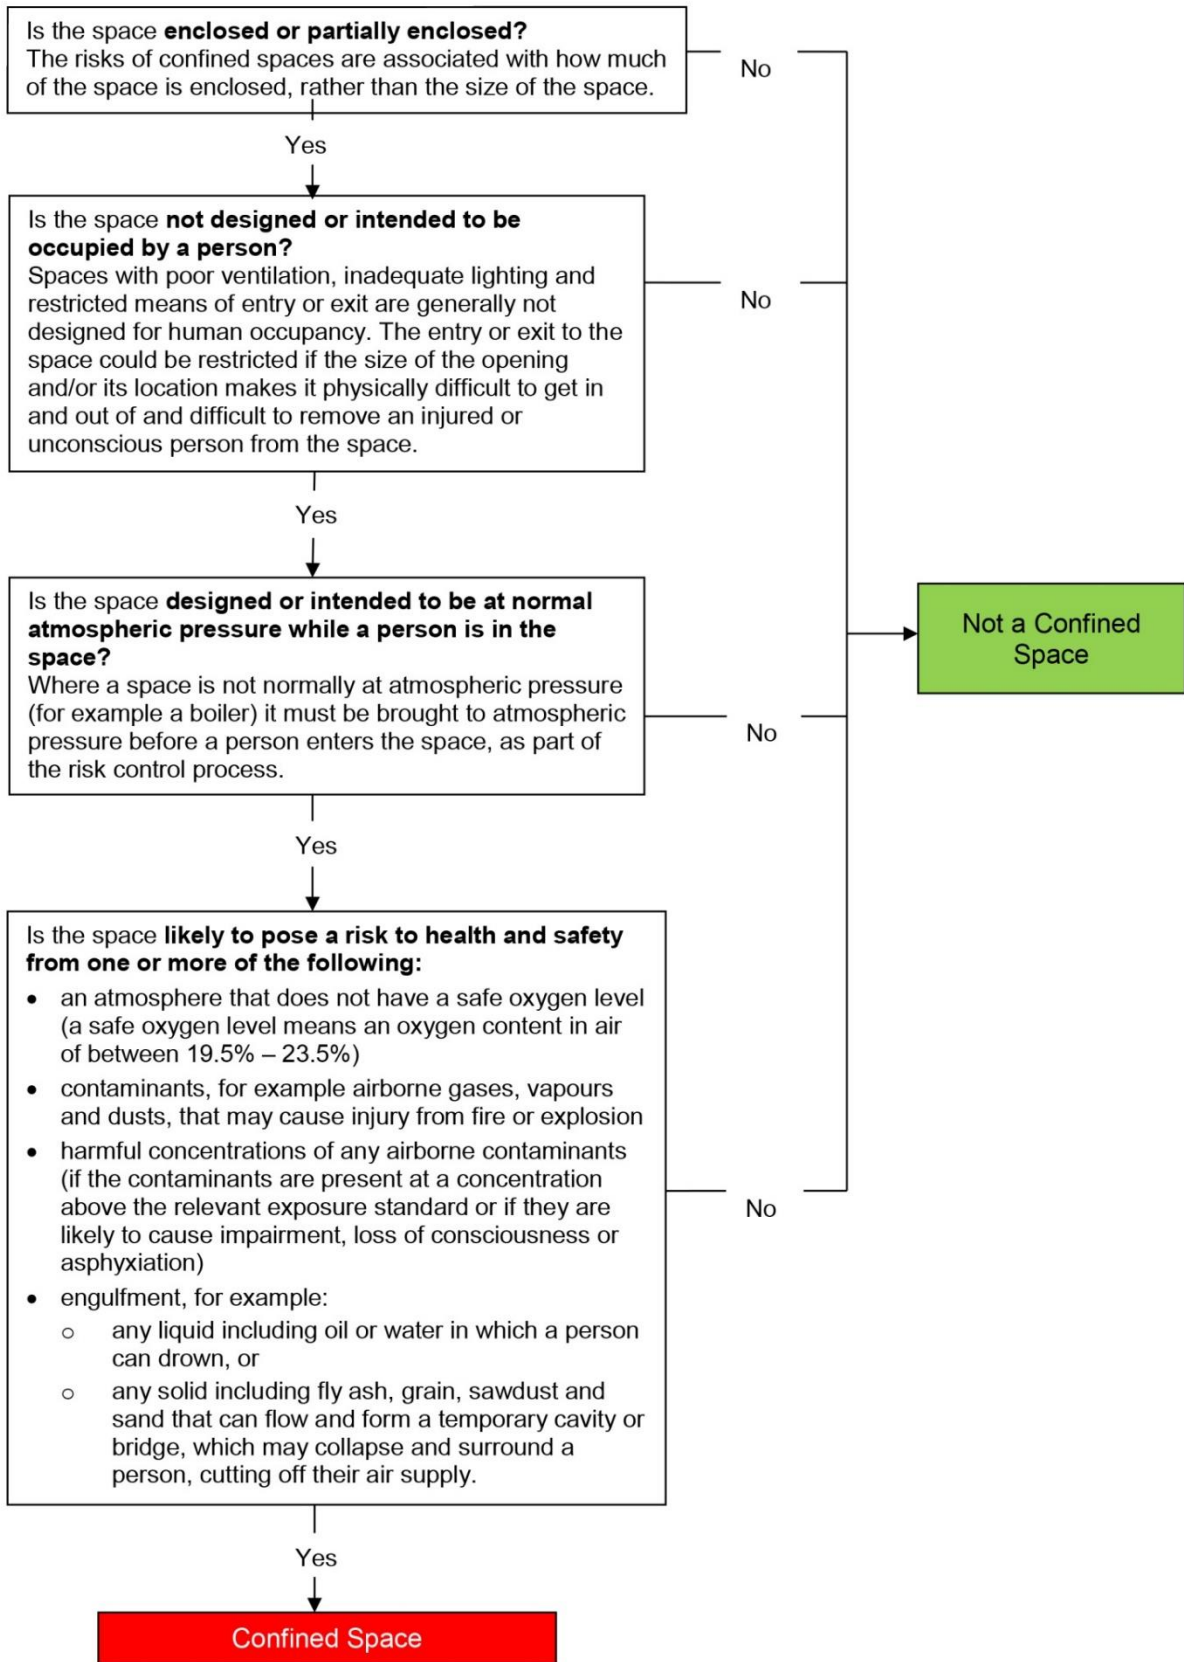 Is the space enclosed or partially enclosed?
The risks of confined spaces are associated with how much
of the space is enclosed, rather than the size of the space.
No
Yes
Is the space not designed or intended to be
occupied by a person?
Spaces with poor ventilation, inadequate lighting and
restricted means of entry or exit are generally not
designed for human occupancy. The entry or exit to the
space could be restricted if the size of the opening
and/or its location makes it physically difficult to get in
and out of and difficult to remove an injured or
unconscious person from the space.
No
Yes
Is the space designed or intended to be at normal
atmospheric pressure while a person is in the
space?
Where a space is not normally at atmospheric pressure
(for example a boiler) it must be brought to atmospheric
pressure before a person enters the space, as part of
the risk control process.
No
Not a Confined
Space
Yes
Is the space likely to pose a risk to health and safety
from one or more of the following:
• an atmosphere that does not have a safe oxygen level
(a safe oxygen level means an oxygen content in air
of between 19.5% – 23.5%)
• contaminants, for example airborne gases, vapours
and dusts, that may cause injury from fire or explosion
• harmful concentrations of any airborne contaminants
(if the contaminants are present at a concentration
above the relevant exposure standard or if they are
likely to cause impairment, loss of consciousness or
asphyxiation)
• engulfment, for example:
o any liquid including oil or water in which a person
can drown, or
o any solid including fly ash, grain, sawdust and
sand that can flow and form a temporary cavity or
bridge, which may collapse and surround a
person, cutting off their air supply.
No
Yes
Confined Space